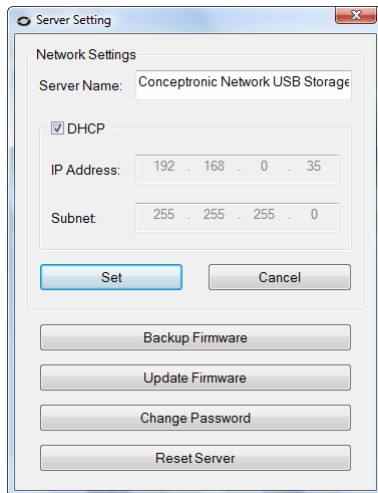 Server Setting
Network Settings
Server Name: Conceptronic Network USB Storage
DHCP
IP Address: 192 . 168 . 0 . 35
Subnet: 255 . 255 . 255 . 0
Set Cancel
Backup Firmware
Update Firmware
Change Password
Reset Server